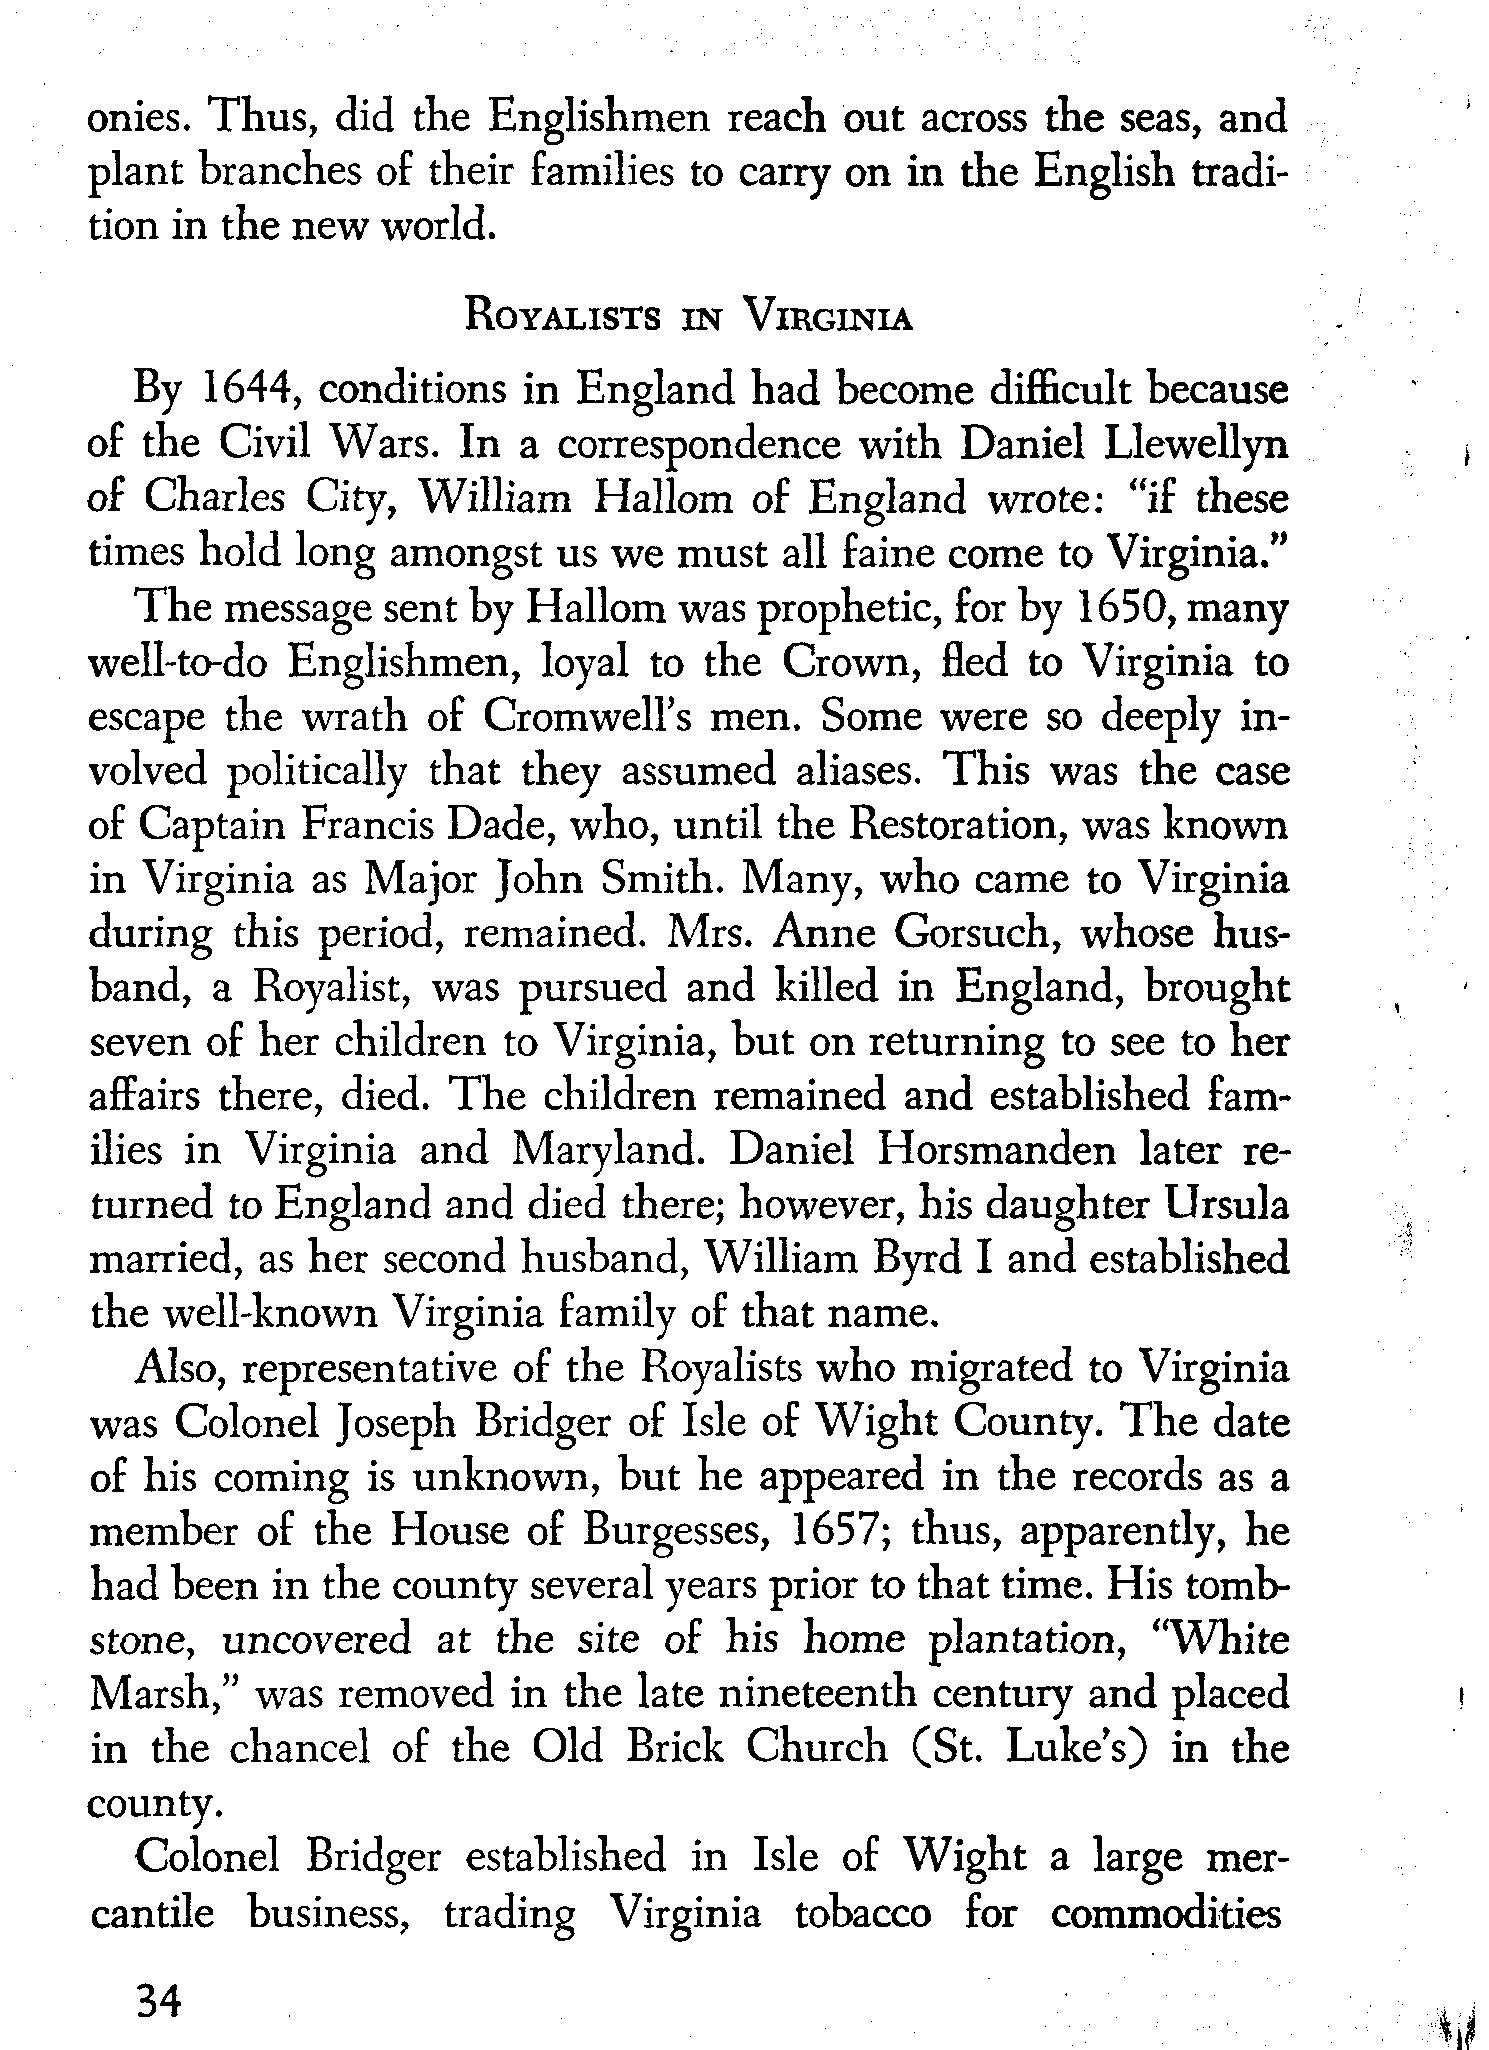 onies. Thus, did the Englishmen reach out across the seas, and
plant branches of their families to carry on in the English tradi-
tion in the new world.
ROYALISTS IN VIRGINIA
By 1644, conditions in England had become difficult because
of the Civil Wars. In a correspondence with Daniel Llewellyn
of Charles City, William Hallom of England wrote: “if these
times hold long amongst us we must all faine come to Virginia.”
The message sent by Hallom was prophetic, for by 1650, many
well-to-do Englishmen, loyal to the Crown, fled to Virginia to
escape the wrath of Cromwell’s men. Some were so deeply in-
volved politically that they assumed aliases. This was the case
of Captain Francis Dade, who, until the Restoration, was known
in Virginia as Major John Smith. Many, who came to Virginia
during this period, remained. Mrs. Anne Gorsuch, whose hus-
band, a Royalist, was pursued and killed in England, brought
seven of her children to Virginia, but on returning to see to her
affairs there, died. The children remained and established fam-
ilies in Virginia and Maryland. Daniel Horsmanden later re-
turned to England and died there; however, his daughter Ursula
married, as her second husband, William Byrd I and established
the well-known Virginia family of that name.
Also, representative of the Royalists who migrated to Virginia
was Colonel Joseph Bridger of Isle of Wight County. The date
of his coming is unknown, but he appeared in the records as a
member of the House of Burgesses, 1657; thus, apparently, he
had been in the county several years prior to that time. His tomb-
stone, uncovered at the site of his home plantation, “White
Marsh,” was removed in the late nineteenth century and placed
in the chancel of the Old Brick Church (St. Luke’s) in the
county.
Colonel Bridger established in Isle of Wight a large mer-
cantile business, trading Virginia tobacco for commodities
34